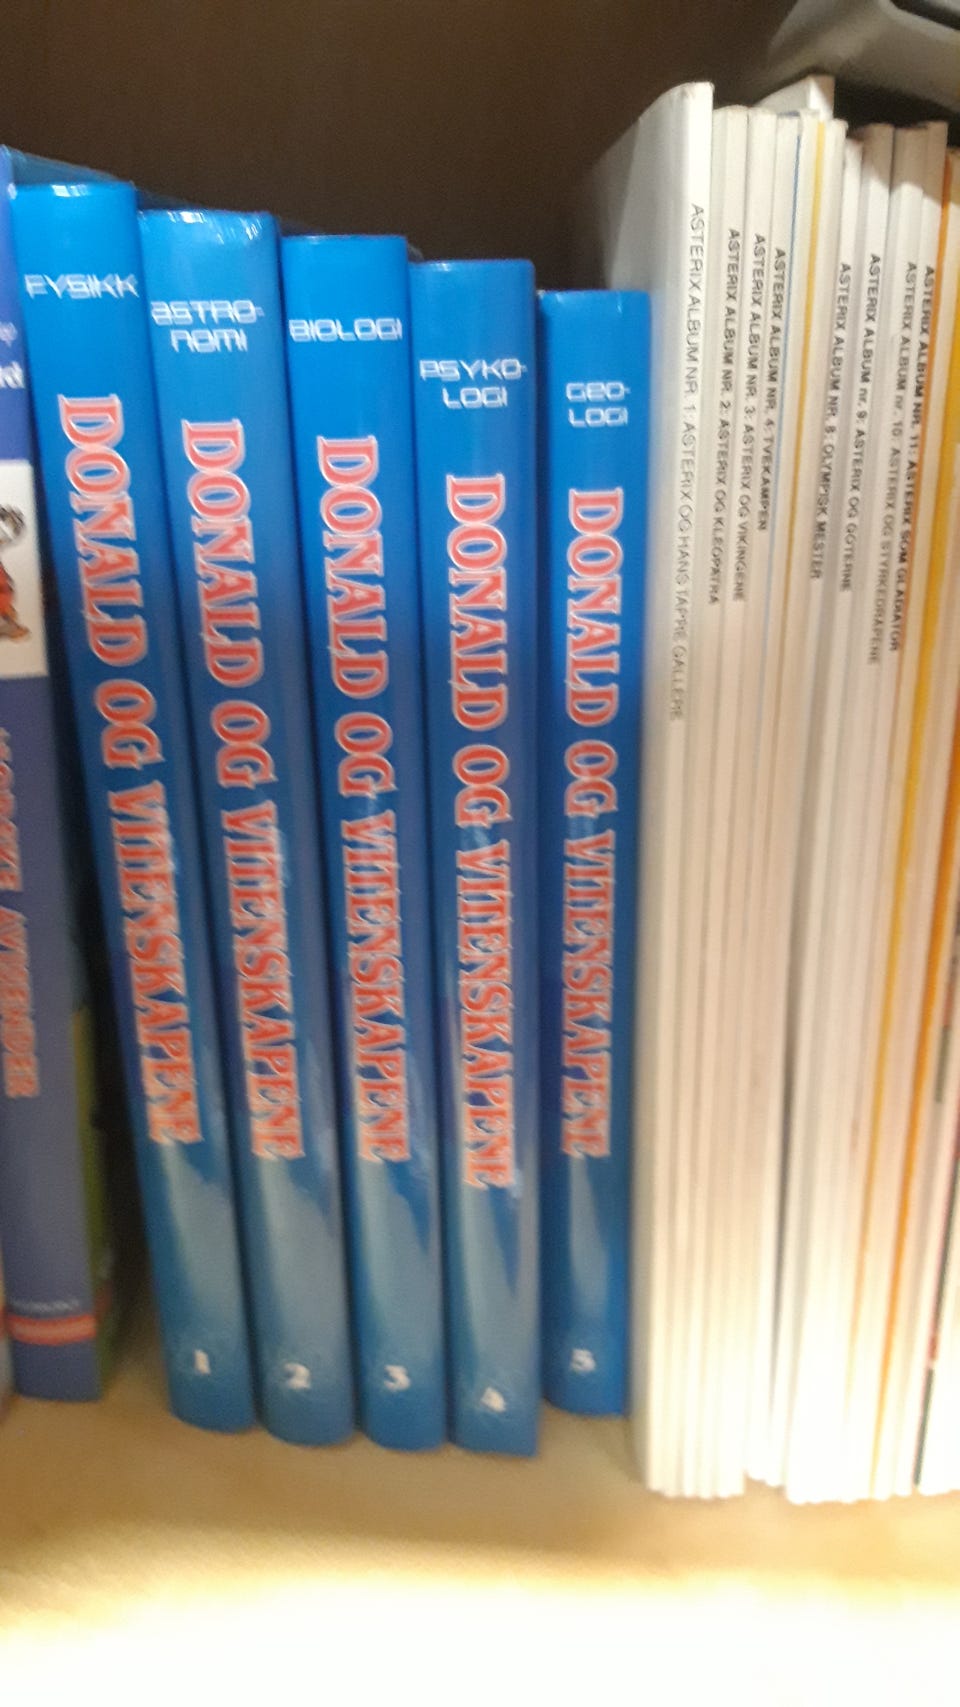 FYSIKK
DONALD OG VITENSKAPENE
1
ASTRO-
NOMI
DONALD OG VITENSKAPENE
2
BIOLOGI
DONALD OG VITENSKAPENE
3
PSYKO-
LOGI
DONALD OG VITENSKAPENE
4
GEO-
LOGI
DONALD OG VITENSKAPENE
5
ASTERIX ALBUM NR. 1: ASTERIX OG HANS TAPRE GALLERE
ASTERIX ALBUM NR. 2: ASTERIX OG KLEOPATRA
ASTERIX ALBUM NR. 3: ASTERIX OG VIKINGENE
ASTERIX ALBUM NR. 4: TVEKAMPEN
ASTERIX ALBUM NR. 8: OLYMPISK MESTER
ASTERIX ALBUM nr. 9: ASTERIX OG GOTERNE
ASTERIX ALBUM nr. 10: ASTERIX OG STYRKEDRÅPENE
ASTERIX ALBUM NR. 11: ASTERIX SOM GLADIATOR